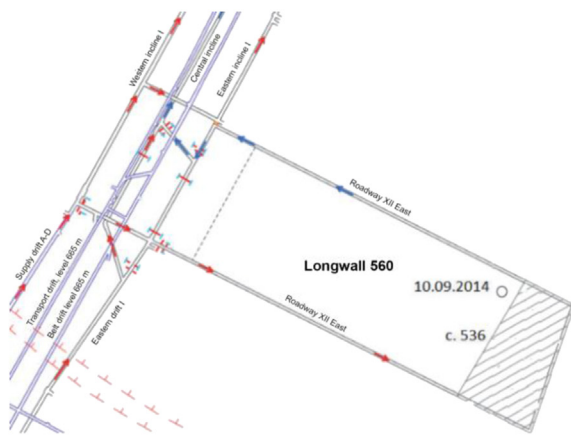 Western incline I
Central incline
Eastern incline I
Roadway XII East
Supply drift A-D
Transport drift, level 665 m
Belt drift level 665 m
Eastern drift I
Longwall 560
10.09.2014
Roadway XII East
c. 536